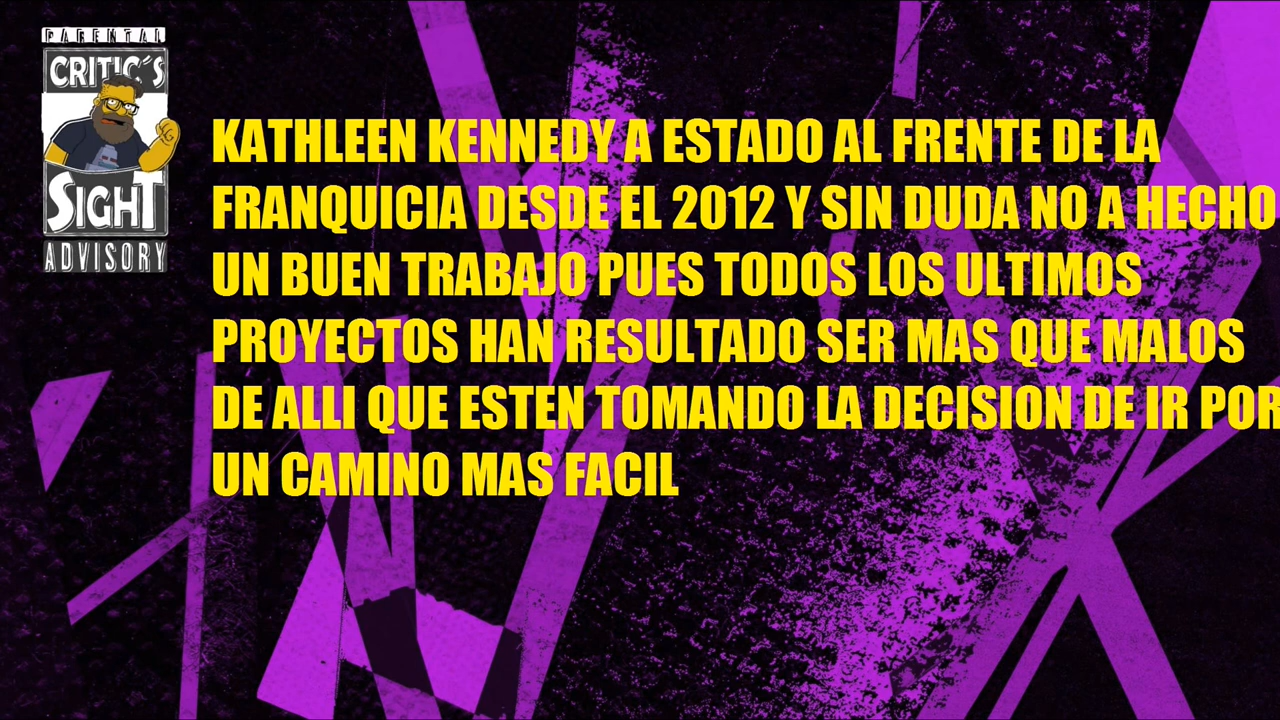 PARENTAL
CRITIC´S
SIGHT
ADVISORY
KATHLEEN KENNEDY A ESTADO AL FRENTE DE LA
FRANQUICIA DESDE EL 2012 Y SIN DUDA NO A HECHO
UN BUEN TRABAJO PUES TODOS LOS ULTIMOS
PROYECTOS HAN RESULTADO SER MAS QUE MALOS
DE ALLI QUE ESTEN TOMANDO LA DECISION DE IR POR
UN CAMINO MAS FACIL